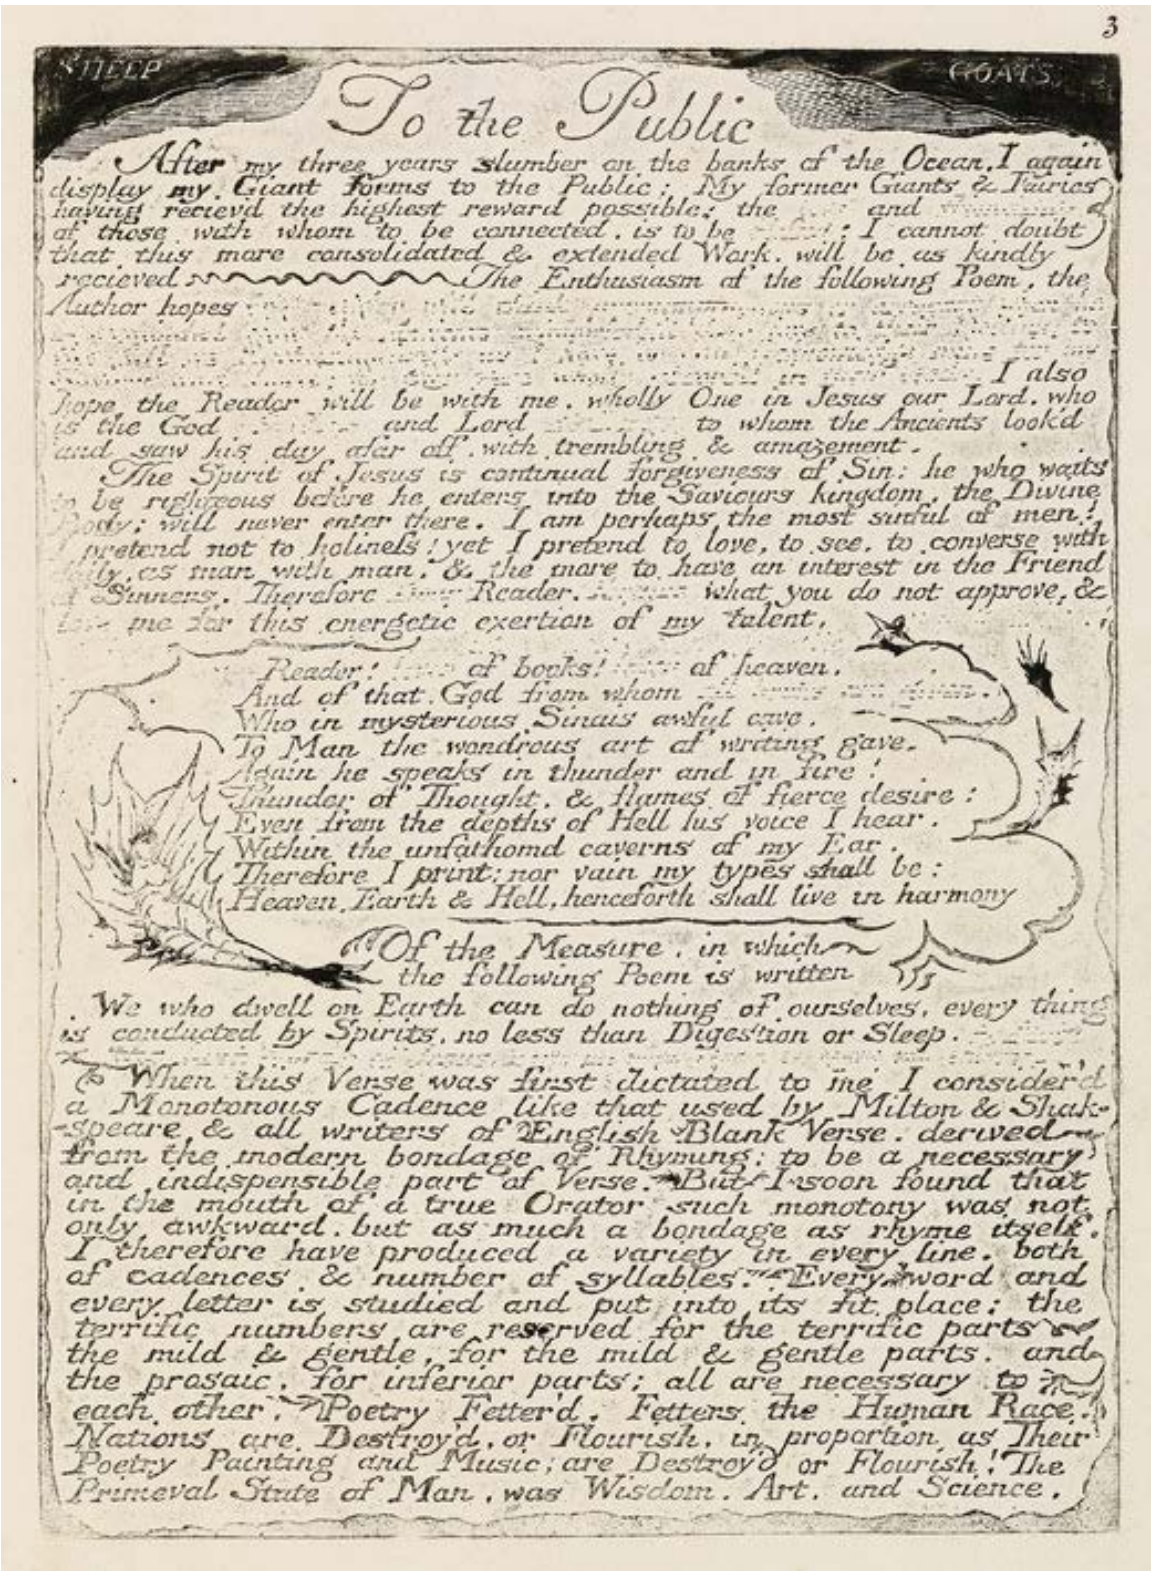 3
SHEEP
GOATS
To the Public
After my three years slumber on the banks of the Ocean, I again
display my Giant forms to the Public: My former Giants & Fairies
having reciev'd the highest reward possible: the and
of those with whom to be connected, is to be : I cannot doubt
that this more consolidated & extended Work, will be as kindly
recieved The Enthusiasm of the following Poem, the
Author hopes
I also
hope the Reader will be with me, wholly One in Jesus our Lord, who
is the God and Lord to whom the Ancients look'd
and saw his day afar off, with trembling & amazement.
The Spirit of Jesus is continual forgiveness of Sin: he who waits
to be righteous before he enters into the Saviours kingdom, the Divine
Body; will never enter there. I am perhaps the most sinful of men!
I pretend not to holiness! yet I pretend to love, to see, to converse with
daily, as man with man, & the more to have an interest in the Friend
of Sinners. Therefore Reader, what you do not approve, &
me for this energetic exertion of my talent.
Reader! of books! of heaven,
And of that God from whom
Who in mysterious Sinais awful cave,
To Man the wondrous art of writing gave,
Again he speaks in thunder and in fire!
Thunder of Thought, & flames of fierce desire:
Even from the depths of Hell his voice I hear,
Within the unfathomd caverns of my Ear.
Therefore I print; nor vain my types shall be:
Heaven, Earth & Hell, henceforth shall live in harmony
Of the Measure, in which
the following Poem is written
We who dwell on Earth can do nothing of ourselves, every thing
is conducted by Spirits, no less than Digestion or Sleep.
When this Verse was first dictated to me I consider'd
a Monotonous Cadence like that used by Milton & Shak-
-speare, & all writers of English Blank Verse, derived
from the modern bondage of Rhyming; to be a necessary
and indispensible part of Verse. But I soon found that
in the mouth of a true Orator such monotony was not
only awkward, but as much a bondage as rhyme itself.
I therefore have produced a variety in every line, both
of cadences & number of syllables. Every word and
every letter is studied and put into its fit place: the
terrific numbers are reserved for the terrific parts
the mild & gentle, for the mild & gentle parts, and
the prosaic, for inferior parts: all are necessary to
each other. Poetry Fetter'd, Fetters the Human Race.
Nations are Destroy'd, or Flourish, in proportion as Their
Poetry Painting and Music, are Destroy'd or Flourish! The
Primeval State of Man, was Wisdom, Art, and Science.